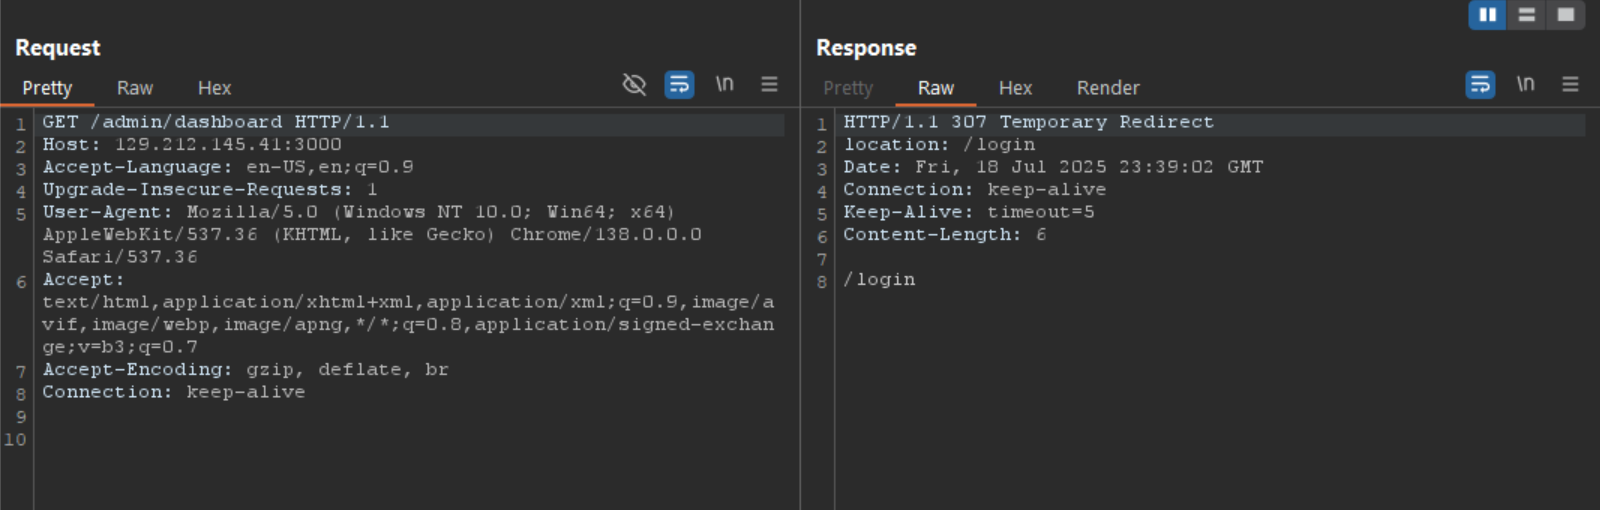 Request
Pretty Raw Hex \n
1 GET /admin/dashboard HTTP/1.1
2 Host: 129.212.145.41:3000
3 Accept-Language: en-US,en;q=0.9
4 Upgrade-Insecure-Requests: 1
5 User-Agent: Mozilla/5.0 (Windows NT 10.0; Win64; x64)
AppleWebKit/537.36 (KHTML, like Gecko) Chrome/138.0.0.0
Safari/537.36
6 Accept:
text/html,application/xhtml+xml,application/xml;q=0.9,image/a
vif,image/webp,image/apng,*/*;q=0.8,application/signed-exchan
ge;v=b3;q=0.7
7 Accept-Encoding: gzip, deflate, br
8 Connection: keep-alive
9
10
Response
Pretty Raw Hex Render \n
1 HTTP/1.1 307 Temporary Redirect
2 location: /login
3 Date: Fri, 18 Jul 2025 23:39:02 GMT
4 Connection: keep-alive
5 Keep-Alive: timeout=5
6 Content-Length: 6
7
8 /login